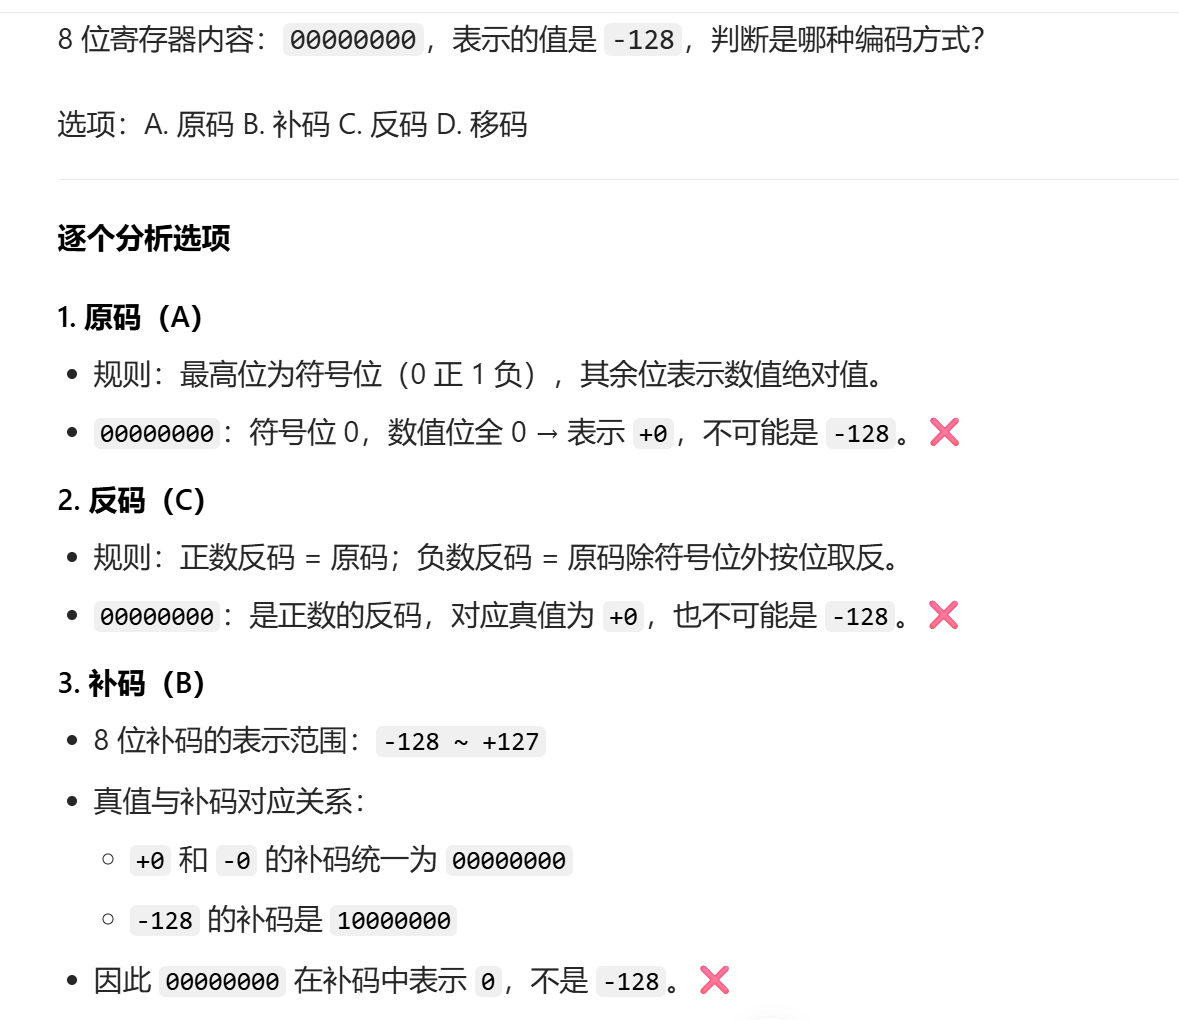 8 位寄存器内容：00000000，表示的值是 -128，判断是哪种编码方式？
选项：A. 原码 B. 补码 C. 反码 D. 移码
逐个分析选项
1. 原码（A）
• 规则：最高位为符号位（0 正 1 负），其余位表示数值绝对值。
• 00000000：符号位 0，数值位全 0 → 表示 +0，不可能是 -128。❌
2. 反码（C）
• 规则：正数反码 = 原码；负数反码 = 原码除符号位外按位取反。
• 00000000：是正数的反码，对应真值为 +0，也不可能是 -128。❌
3. 补码（B）
• 8 位补码的表示范围：-128 ~ +127
• 真值与补码对应关系：
○ +0 和 -0 的补码统一为 00000000
○ -128 的补码是 10000000
• 因此 00000000 在补码中表示 0，不是 -128。❌